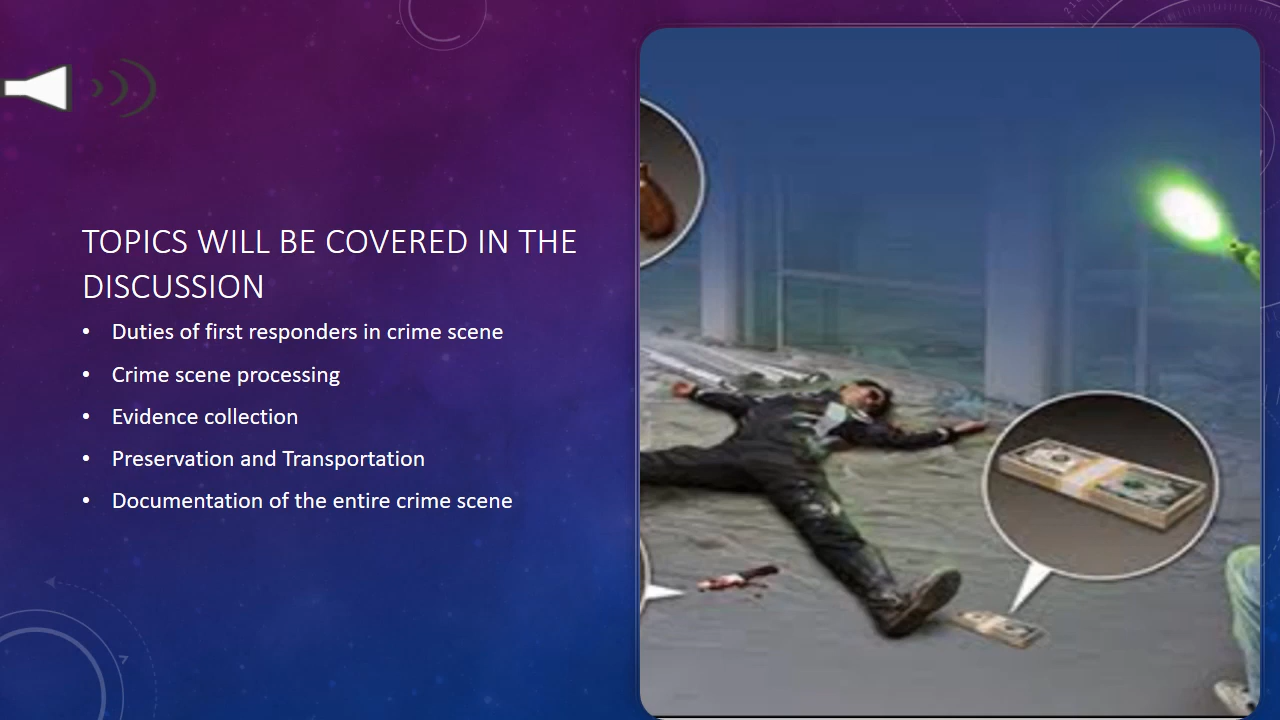 TOPICS WILL BE COVERED IN THE
DISCUSSION
• Duties of first responders in crime scene
• Crime scene processing
• Evidence collection
• Preservation and Transportation
• Documentation of the entire crime scene